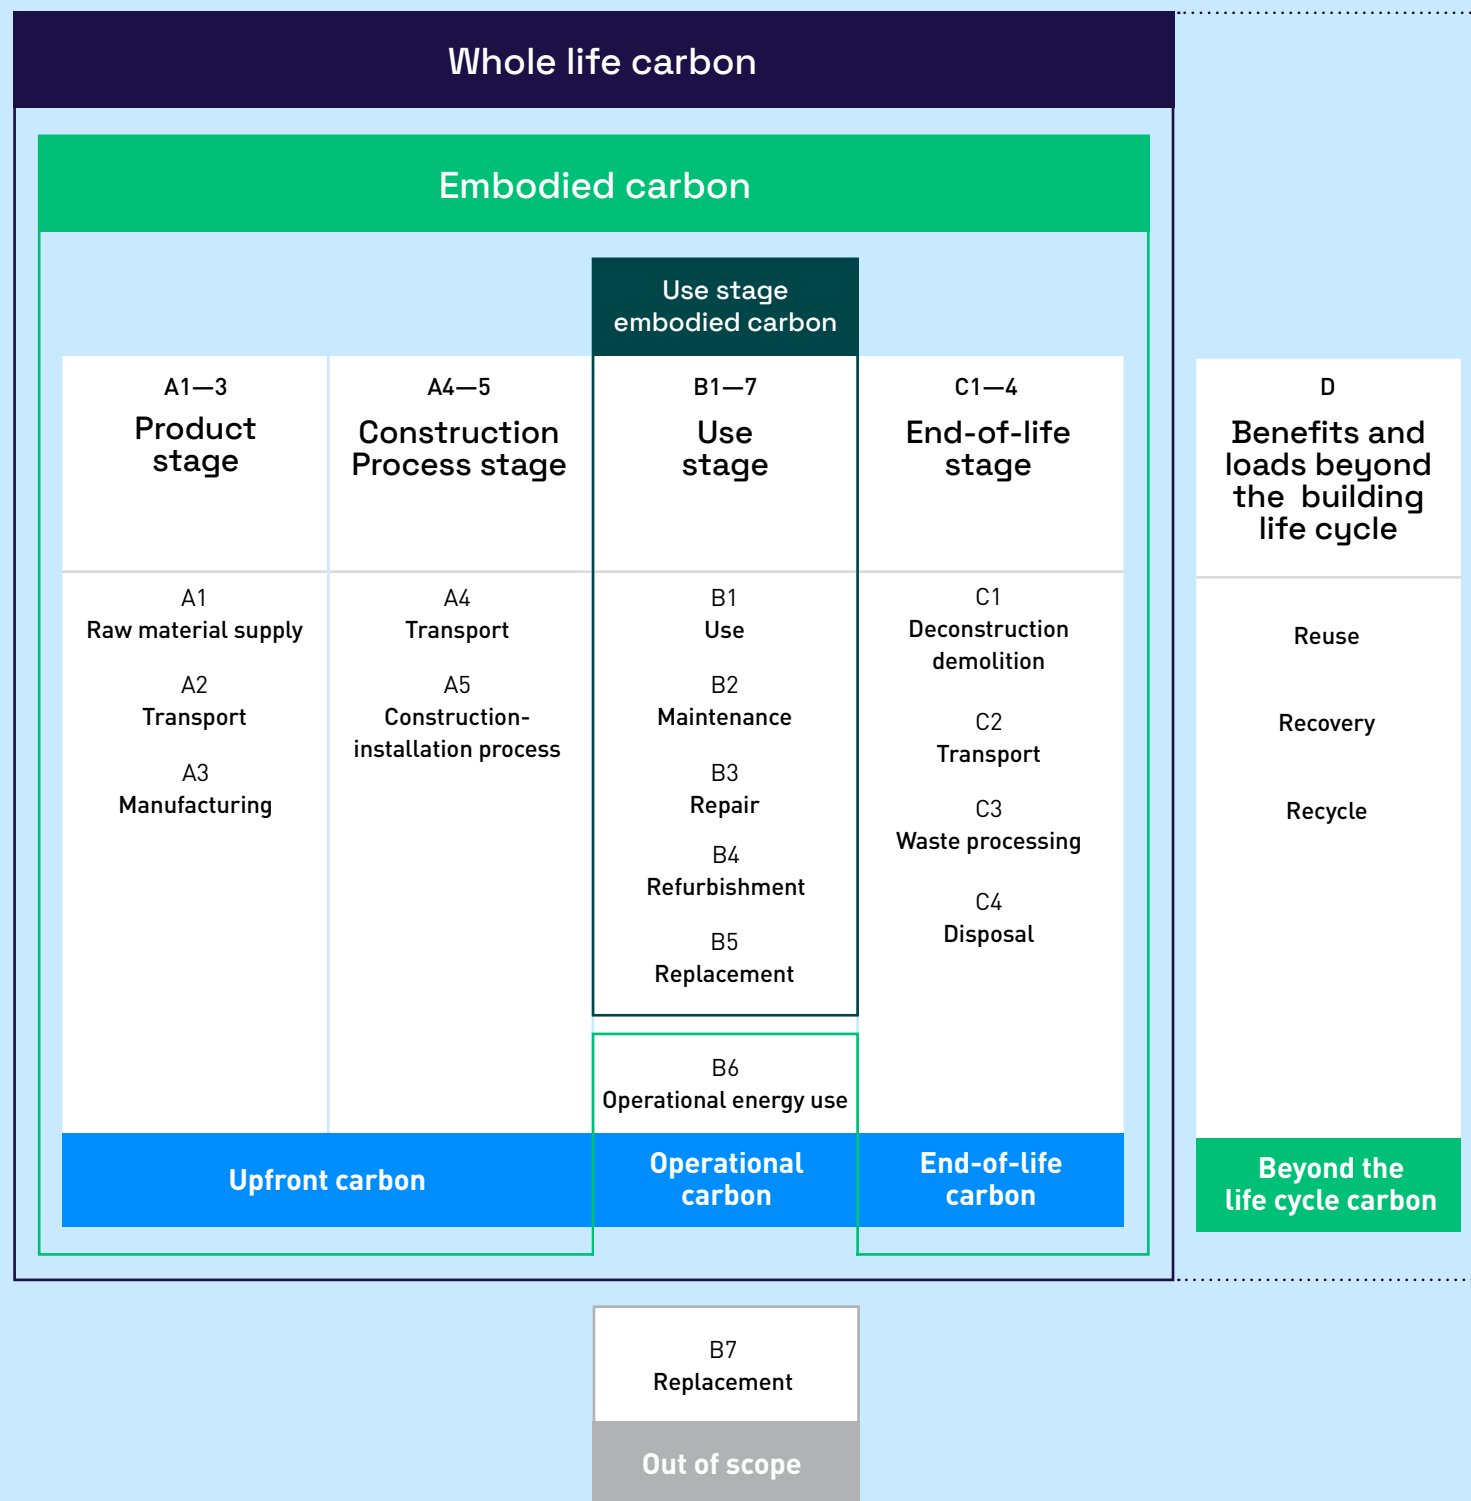 Whole life carbon
Embodied carbon
Use stage
embodied carbon
A1—3
Product
stage
A1
Raw material supply
A2
Transport
A3
Manufacturing
A4—5
Construction
Process stage
A4
Transport
A5
Construction-
installation process
Upfront carbon
B1—7
Use
stage
B1
Use
B2
Maintenance
B3
Repair
B4
Refurbishment
B5
Replacement
B6
Operational energy use
Operational
carbon
C1—4
End-of-life
stage
C1
Deconstruction
demolition
C2
Transport
C3
Waste processing
C4
Disposal
End-of-life
carbon
D
Benefits and
loads beyond
the building
life cycle
Reuse
Recovery
Recycle
Beyond the
life cycle carbon
B7
Replacement
Out of scope